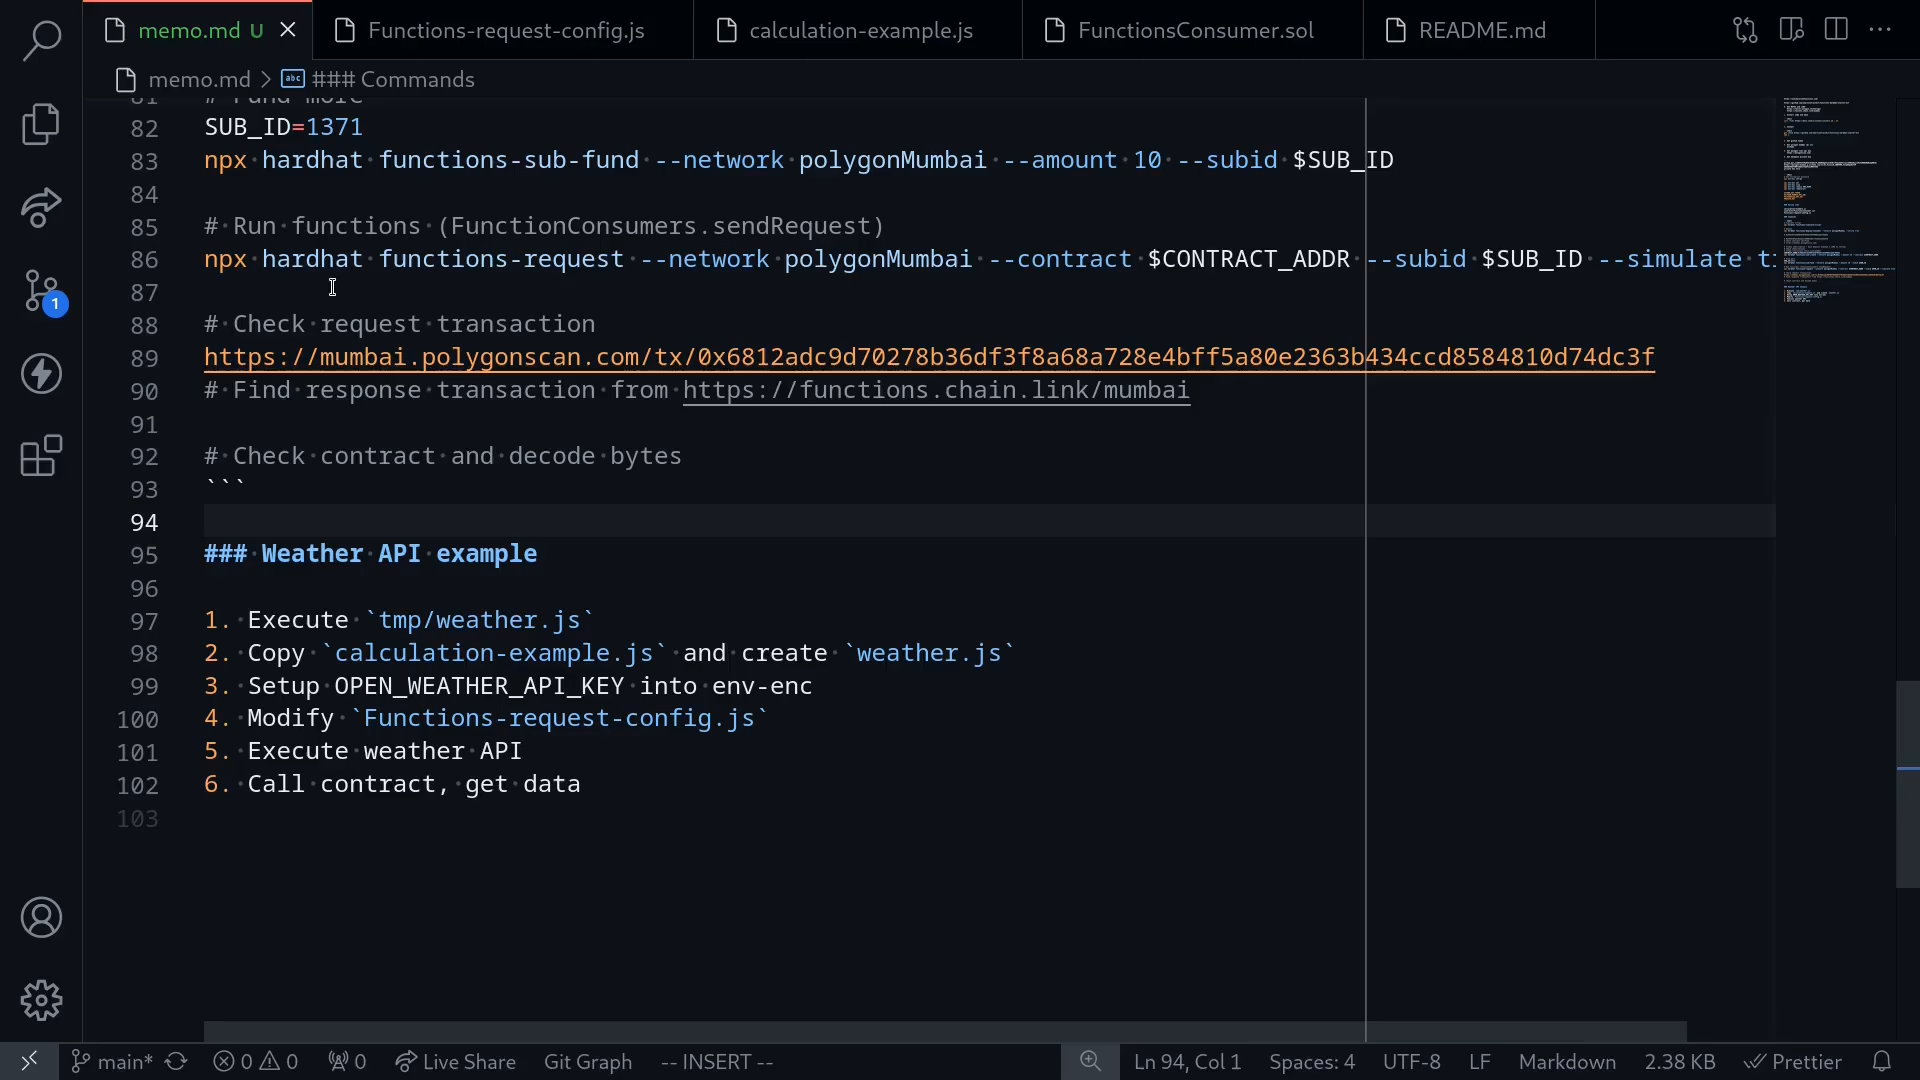 memo.md U
Functions-request-config.js
calculation-example.js
FunctionsConsumer.sol
README.md
memo.md > abc ### Commands
81 # Fund more
82 SUB_ID=1371
83 npx hardhat functions-sub-fund --network polygonMumbai --amount 10 --subid $SUB_ID
84
85 # Run functions (FunctionConsumers.sendRequest)
86 npx hardhat functions-request --network polygonMumbai --contract $CONTRACT_ADDR --subid $SUB_ID --simulate
87
88 # Check request transaction
89 https://mumbai.polygonscan.com/tx/0x6812adc9d70278b36df3f8a68a728e4bff5a80e2363b434ccd8584810d74dc3f
90 # Find response transaction from https://functions.chain.link/mumbai
91
92 # Check contract and decode bytes
93 ```
94
95 ### Weather API example
96
97 1. Execute `tmp/weather.js`
98 2. Copy `calculation-example.js` and create `weather.js`
99 3. Setup OPEN_WEATHER_API_KEY into env-enc
100 4. Modify `Functions-request-config.js`
101 5. Execute weather API
102 6. Call contract, get data
103
1
main* 0 0 0 Live Share Git Graph -- INSERT -- Ln 94, Col 1 Spaces: 4 UTF-8 LF Markdown 2.38 KB Prettier